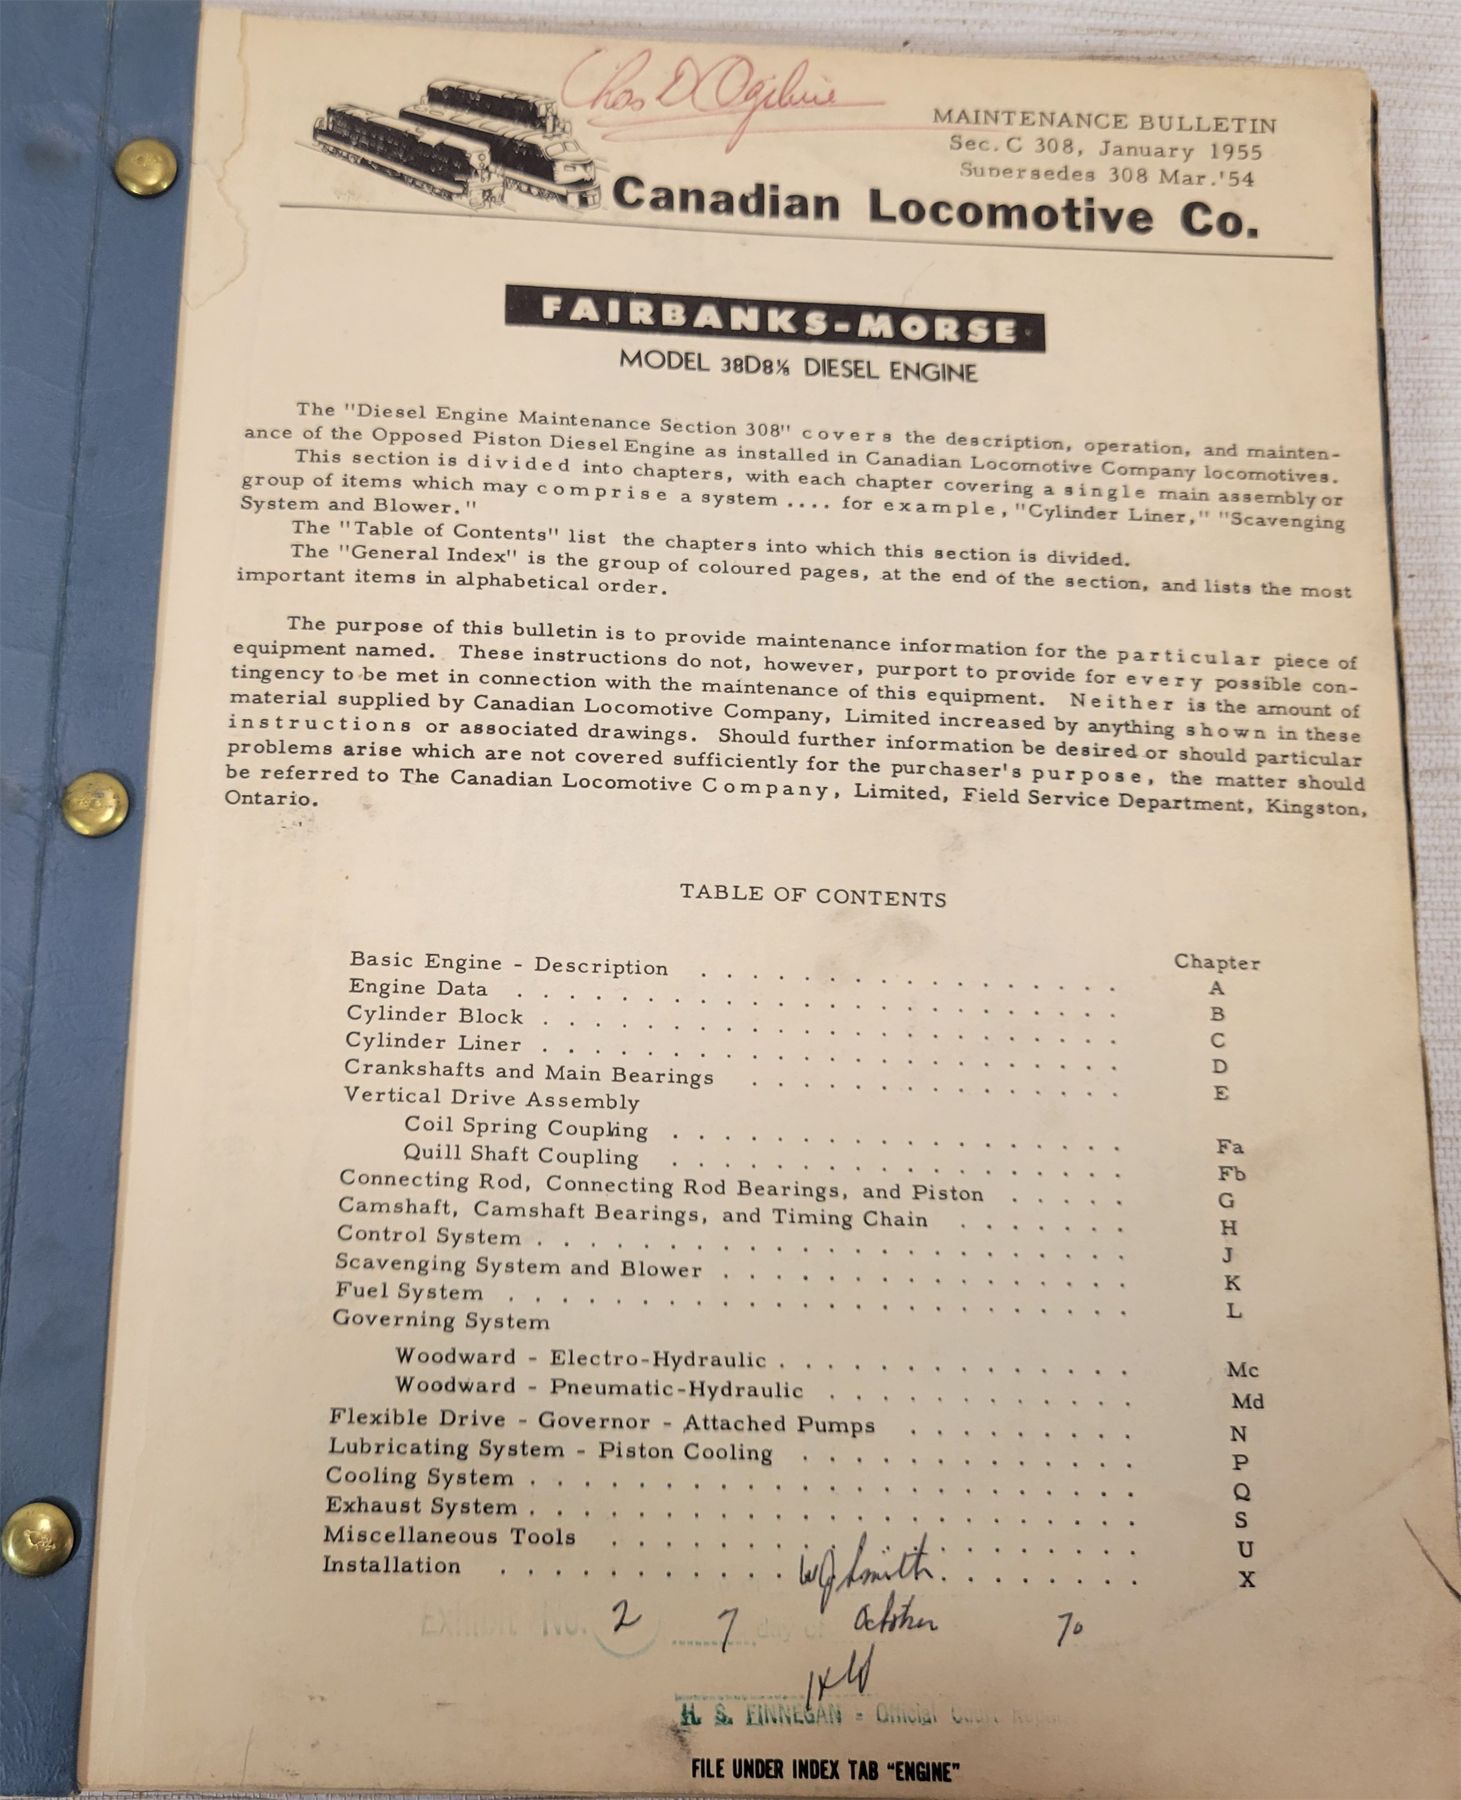 Chas D Ogilvie
MAINTENANCE BULLETIN
Sec. C 308, January 1955
Supersedes 308 Mar.'54
Canadian Locomotive Co.
FAIRBANKS-MORSE
MODEL 38D8⅛ DIESEL ENGINE
The "Diesel Engine Maintenance Section 308" covers the description, operation, and mainten-
ance of the Opposed Piston Diesel Engine as installed in Canadian Locomotive Company locomotives.
This section is divided into chapters, with each chapter covering a single main assembly or
group of items which may comprise a system .... for example, "Cylinder Liner," "Scavenging
System and Blower."
The "Table of Contents" list the chapters into which this section is divided.
The "General Index" is the group of coloured pages, at the end of the section, and lists the most
important items in alphabetical order.
The purpose of this bulletin is to provide maintenance information for the particular piece of
equipment named. These instructions do not, however, purport to provide for every possible con-
tingency to be met in connection with the maintenance of this equipment. Neither is the amount of
material supplied by Canadian Locomotive Company, Limited increased by anything shown in these
instructions or associated drawings. Should further information be desired or should particular
problems arise which are not covered sufficiently for the purchaser's purpose, the matter should
be referred to The Canadian Locomotive Company, Limited, Field Service Department, Kingston,
Ontario.
TABLE OF CONTENTS
Chapter
Basic Engine - Description . . . . . . . . . . . . . . . . . A
Engine Data . . . . . . . . . . . . . . . . . . . . . . . . B
Cylinder Block . . . . . . . . . . . . . . . . . . . . . . . C
Cylinder Liner . . . . . . . . . . . . . . . . . . . . . . . D
Crankshafts and Main Bearings . . . . . . . . . . . . . . . E
Vertical Drive Assembly
Coil Spring Coupling . . . . . . . . . . . . . . . . . . Fa
Quill Shaft Coupling . . . . . . . . . . . . . . . . . . Fb
Connecting Rod, Connecting Rod Bearings, and Piston . . . . . G
Camshaft, Camshaft Bearings, and Timing Chain . . . . . . . H
Control System . . . . . . . . . . . . . . . . . . . . . . . J
Scavenging System and Blower . . . . . . . . . . . . . . . . K
Fuel System . . . . . . . . . . . . . . . . . . . . . . . . L
Governing System
Woodward - Electro-Hydraulic . . . . . . . . . . . . . . Mc
Woodward - Pneumatic-Hydraulic . . . . . . . . . . . . Md
Flexible Drive - Governor - Attached Pumps . . . . . . . . . N
Lubricating System - Piston Cooling . . . . . . . . . . . . . P
Cooling System . . . . . . . . . . . . . . . . . . . . . . . Q
Exhaust System . . . . . . . . . . . . . . . . . . . . . . . S
Miscellaneous Tools . . . . . . . . . . . . . . . . . . . . U
Installation . . . . . . . . . . . . WJ Smith . . . . . . . . X
EXHIBIT No. 2 7 day of October 70
H. S. FINNEGAN - Official Court
FILE UNDER INDEX TAB "ENGINE"